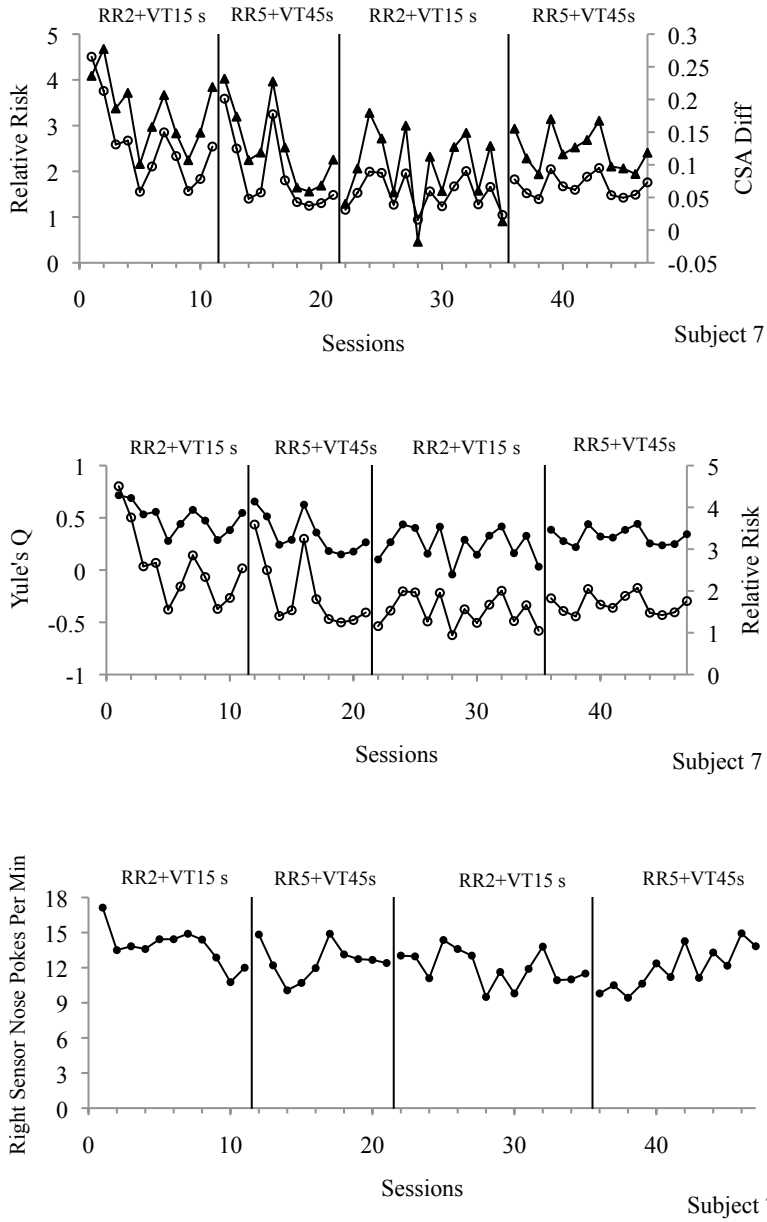 RR2+VT15 s RR5+VT45s RR2+VT15 s RR5+VT45s
5 0.3
4 0.25
3 0.2
2 0.15
1 0.1
0 0.05
0
-0.05
Relative Risk
CSA Diff
0 10 20 30 40
Sessions
Subject 7
RR2+VT15 s RR5+VT45s RR2+VT15 s RR5+VT45s
1 5
0.5 4
0 3
-0.5 2
-1 1
0
Yule's Q
Relative Risk
0 10 20 30 40
Sessions
Subject 7
RR2+VT15 s RR5+VT45s RR2+VT15 s RR5+VT45s
18
15
12
9
6
3
0
Right Sensor Nose Pokes Per Min
0 10 20 30 40
Sessions
Subject